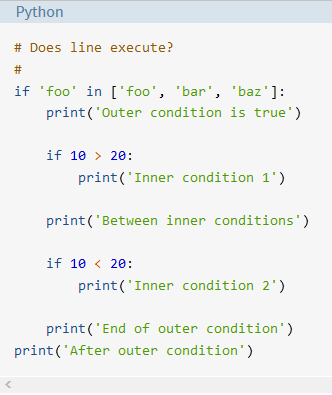 Python
# Does line execute?
#
if 'foo' in ['foo', 'bar', 'baz']:
    print('Outer condition is true')

    if 10 > 20:
        print('Inner condition 1')

    print('Between inner conditions')

    if 10 < 20:
        print('Inner condition 2')

    print('End of outer condition')
print('After outer condition')